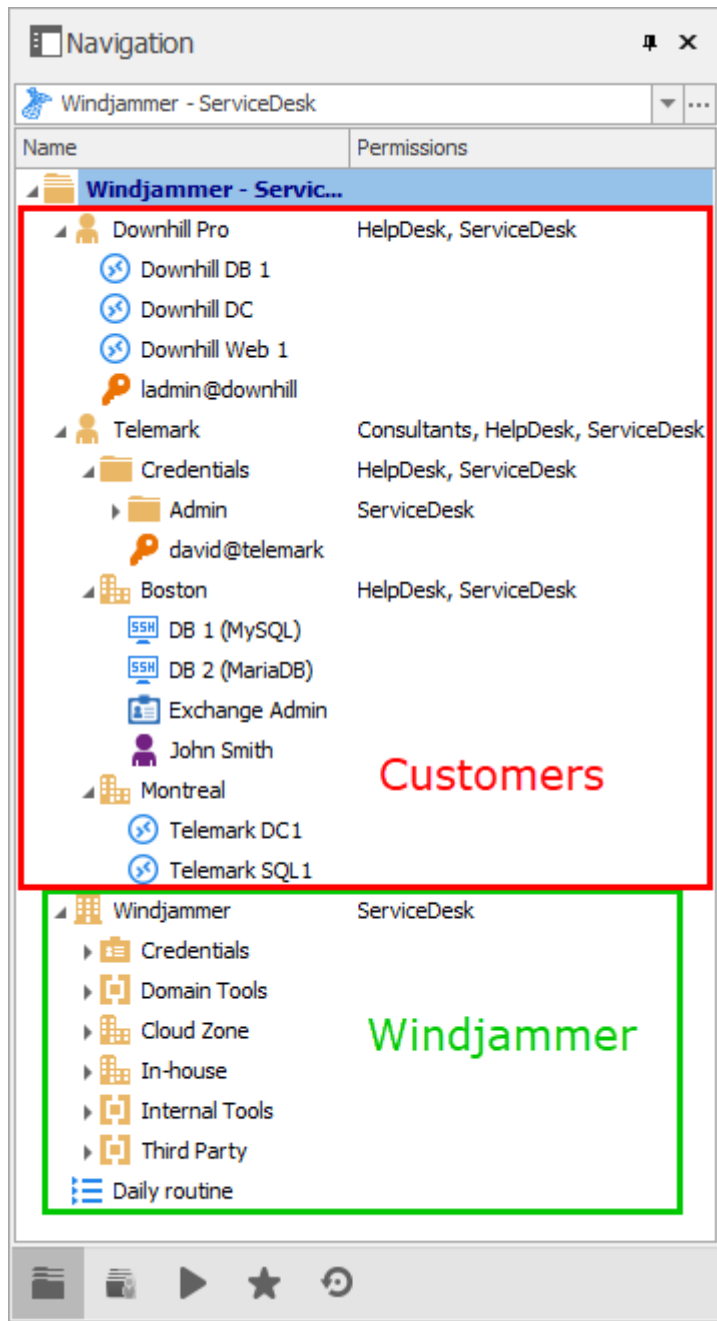 Navigation
Windjammer - ServiceDesk
Name Permissions
Windjammer - Servic...
Downhill Pro HelpDesk, ServiceDesk
Downhill DB 1
Downhill DC
Downhill Web 1
ladmin@downhill
Telemark Consultants, HelpDesk, ServiceDesk
Credentials HelpDesk, ServiceDesk
Admin ServiceDesk
david@telemark
Boston HelpDesk, ServiceDesk
SSH DB 1 (MySQL)
SSH DB 2 (MariaDB)
Exchange Admin
John Smith
Customers
Montreal
Telemark DC1
Telemark SQL1
Windjammer ServiceDesk
Credentials
Domain Tools
Cloud Zone
Windjammer
In-house
Internal Tools
Third Party
Daily routine